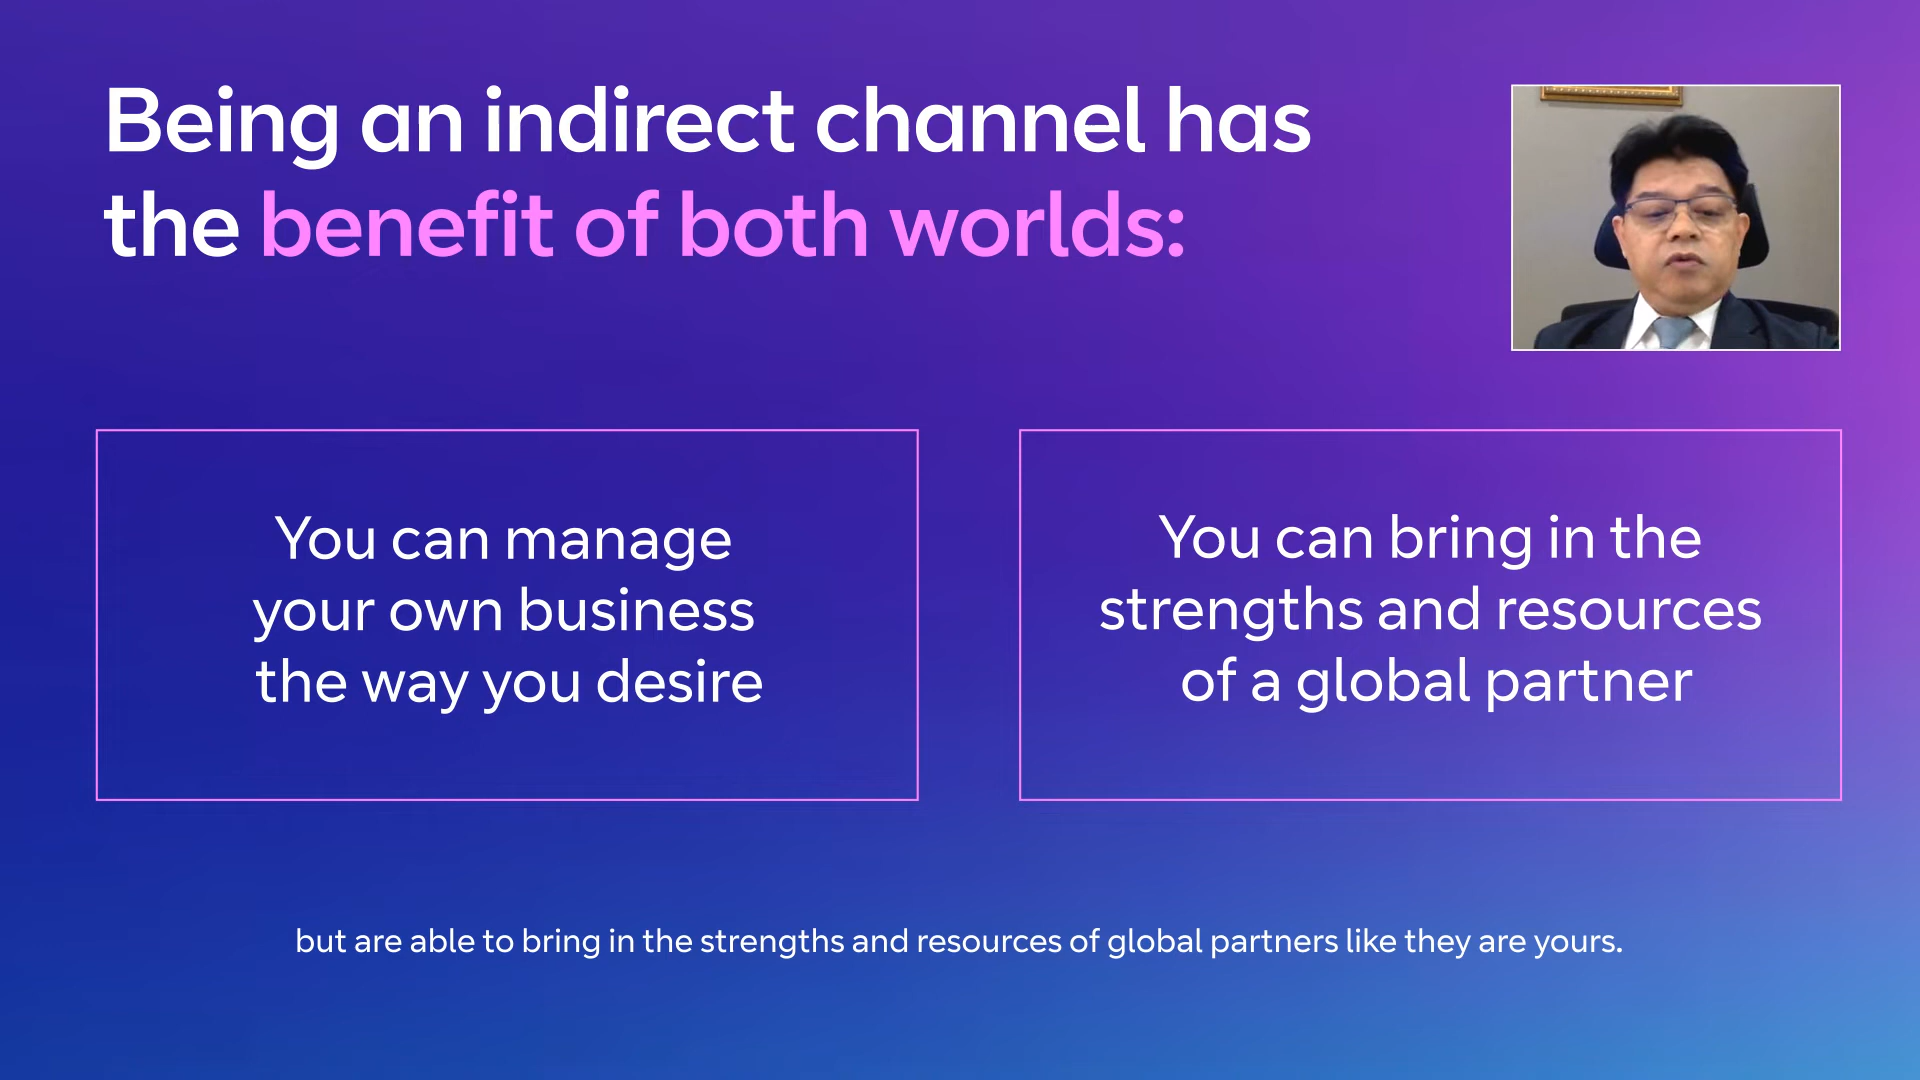 Being an indirect channel has
the benefit of both worlds:
You can manage
your own business
the way you desire
You can bring in the
strengths and resources
of a global partner
but are able to bring in the strengths and resources of global partners like they are yours.